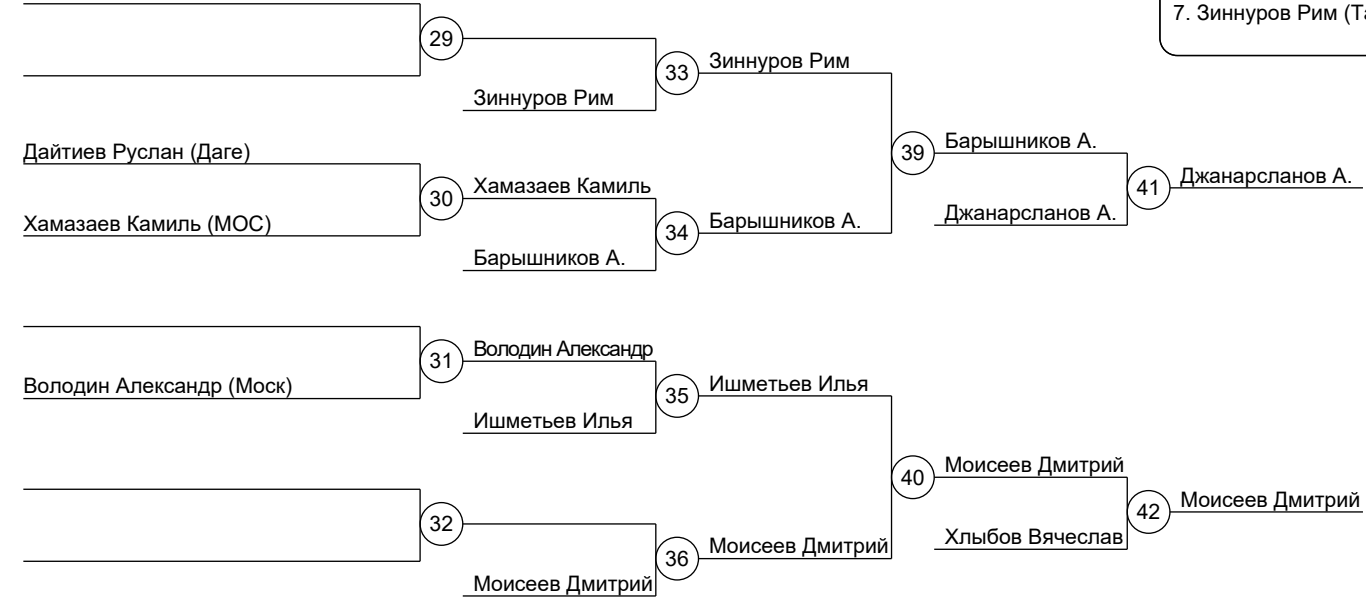 7. Зиннуров Рим (Та
29
Зиннуров Рим
33
Зиннуров Рим
Дайтиев Руслан (Даге)
Хамазаев Камиль (МОС)
30
Хамазаев Камиль
Барышников А.
34
Барышников А.
39
Барышников А.
Джанарсланов А.
41
Джанарсланов А.
Володин Александр (Моск)
31
Володин Александр
Ишметьев Илья
35
Ишметьев Илья
32
Моисеев Дмитрий
36
Моисеев Дмитрий
40
Моисеев Дмитрий
Хлыбов Вячеслав
42
Моисеев Дмитрий